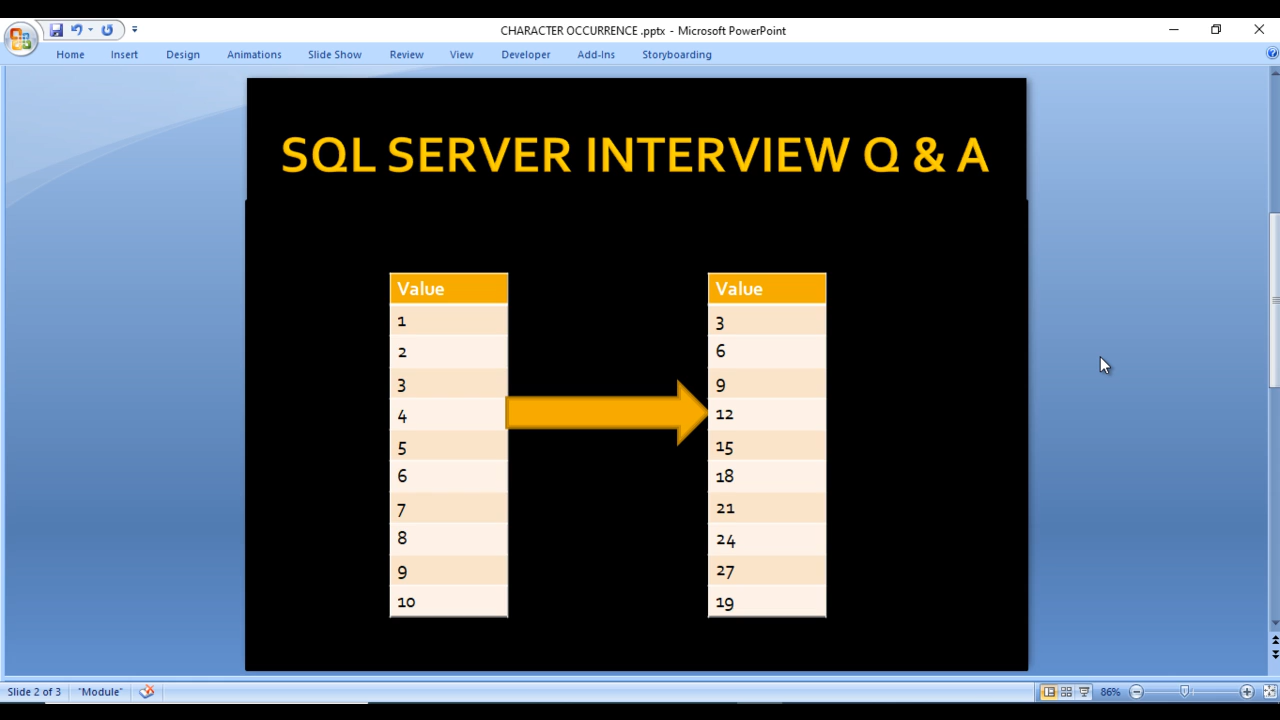 CHARACTER OCCURRENCE .pptx - Microsoft PowerPoint
Home Insert Design Animations Slide Show Review View Developer Add-Ins Storyboarding
SQL SERVER INTERVIEW Q & A
Value Value
1 3
2 6
3 9
4 12
5 15
6 18
7 21
8 24
9 27
10 19
Slide 2 of 3 "Module" 86%